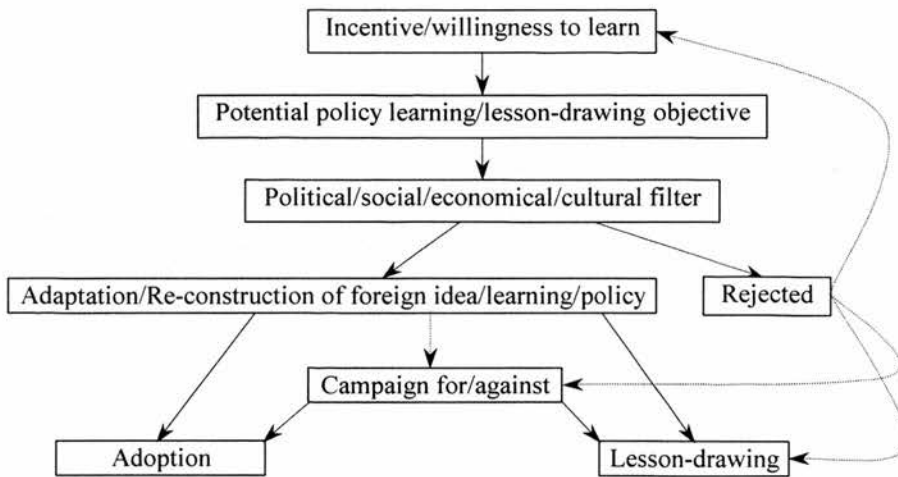 Incentive/willingness to learn
Potential policy learning/lesson-drawing objective
Political/social/economical/cultural filter
Adaptation/Re-construction of foreign idea/learning/policy
Rejected
Campaign for/against
Adoption
Lesson-drawing